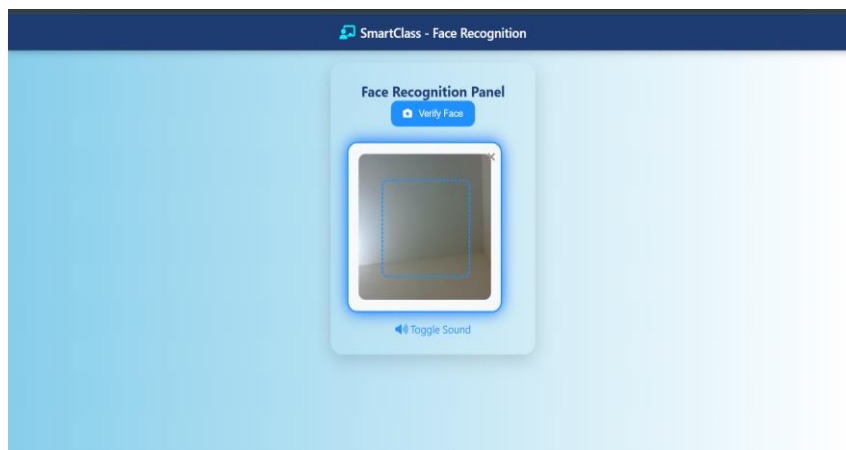 SmartClass - Face Recognition
Face Recognition Panel
Verify Face
Toggle Sound